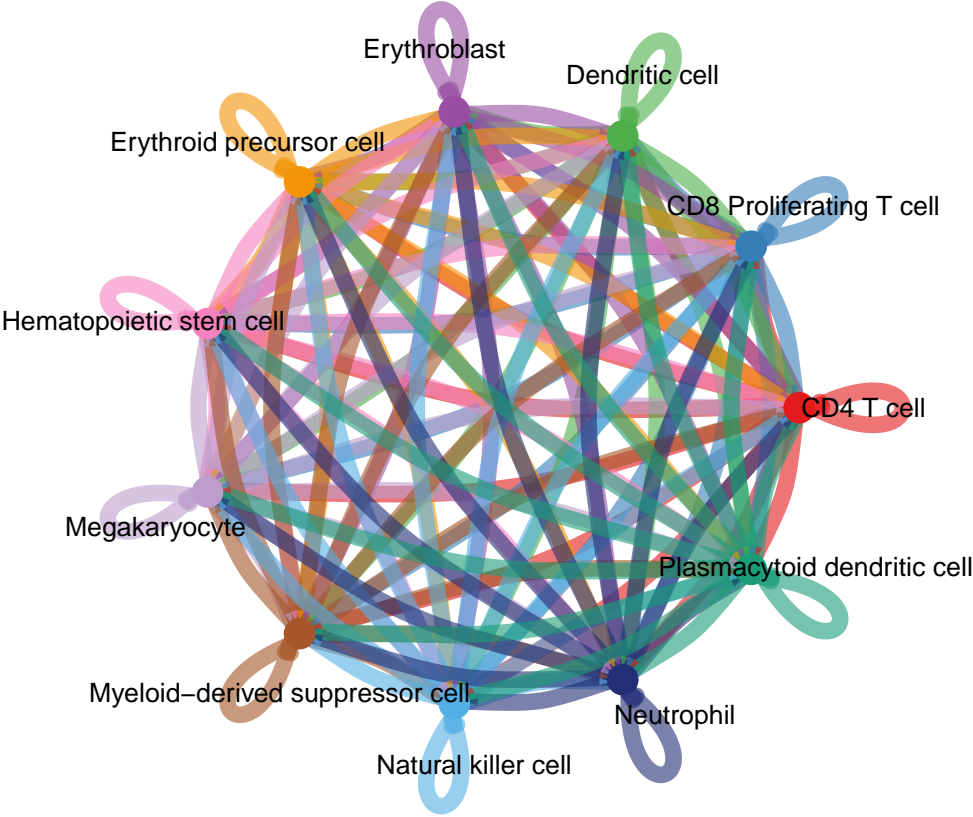 Erythroblast
Dendritic cell
Erythroid precursor cell
CD8 Proliferating T cell
Hematopoietic stem cell
CD4 T cell
Megakaryocyte
Plasmacytoid dendritic cell
Myeloid−derived suppressor cell
Neutrophil
Natural killer cell